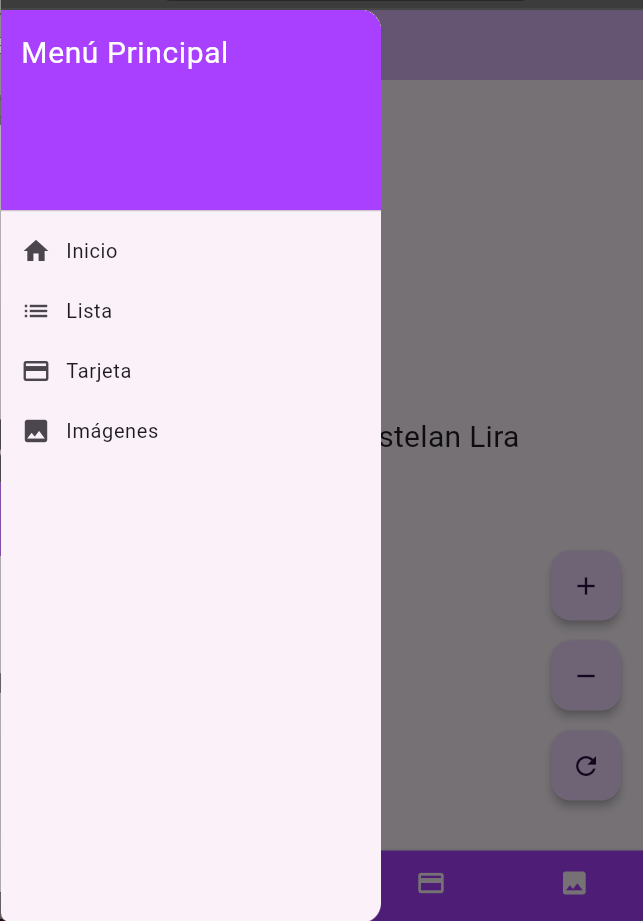 Menú Principal
Inicio
Lista
Tarjeta
Imágenes
stelan Lira